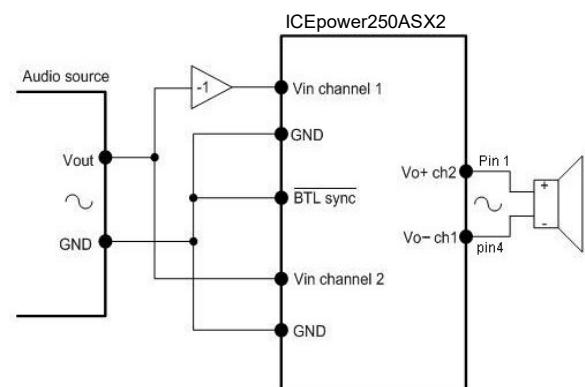 ICEpower250ASX2
Audio source
-1
Vin channel 1
GND
Vout
Vo+ ch2
Pin 1
+
BTL sync
GND
Vo− ch1
-
pin4
Vin channel 2
GND